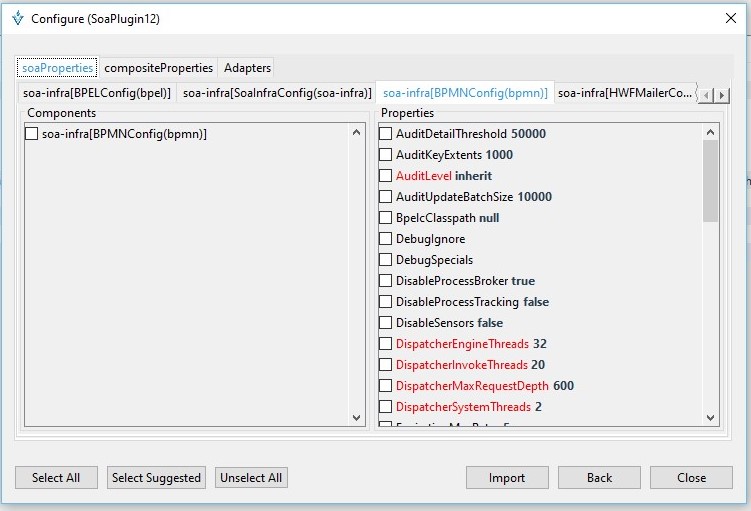 Configure (SoaPlugin12)
soaProperties compositeProperties Adapters
soa-infra[BPELConfig(bpel)] soa-infra[SoaInfraConfig(soa-infra)] soa-infra[BPMNConfig(bpmn)] soa-infra[HWFMailerCo...
Components
soa-infra[BPMNConfig(bpmn)]
Properties
AuditDetailThreshold 50000
AuditKeyExtents 1000
AuditLevel inherit
AuditUpdateBatchSize 10000
BpelcClasspath null
DebugIgnore
DebugSpecials
DisableProcessBroker true
DisableProcessTracking false
DisableSensors false
DispatcherEngineThreads 32
DispatcherInvokeThreads 20
DispatcherMaxRequestDepth 600
DispatcherSystemThreads 2
Select All Select Suggested Unselect All Import Back Close